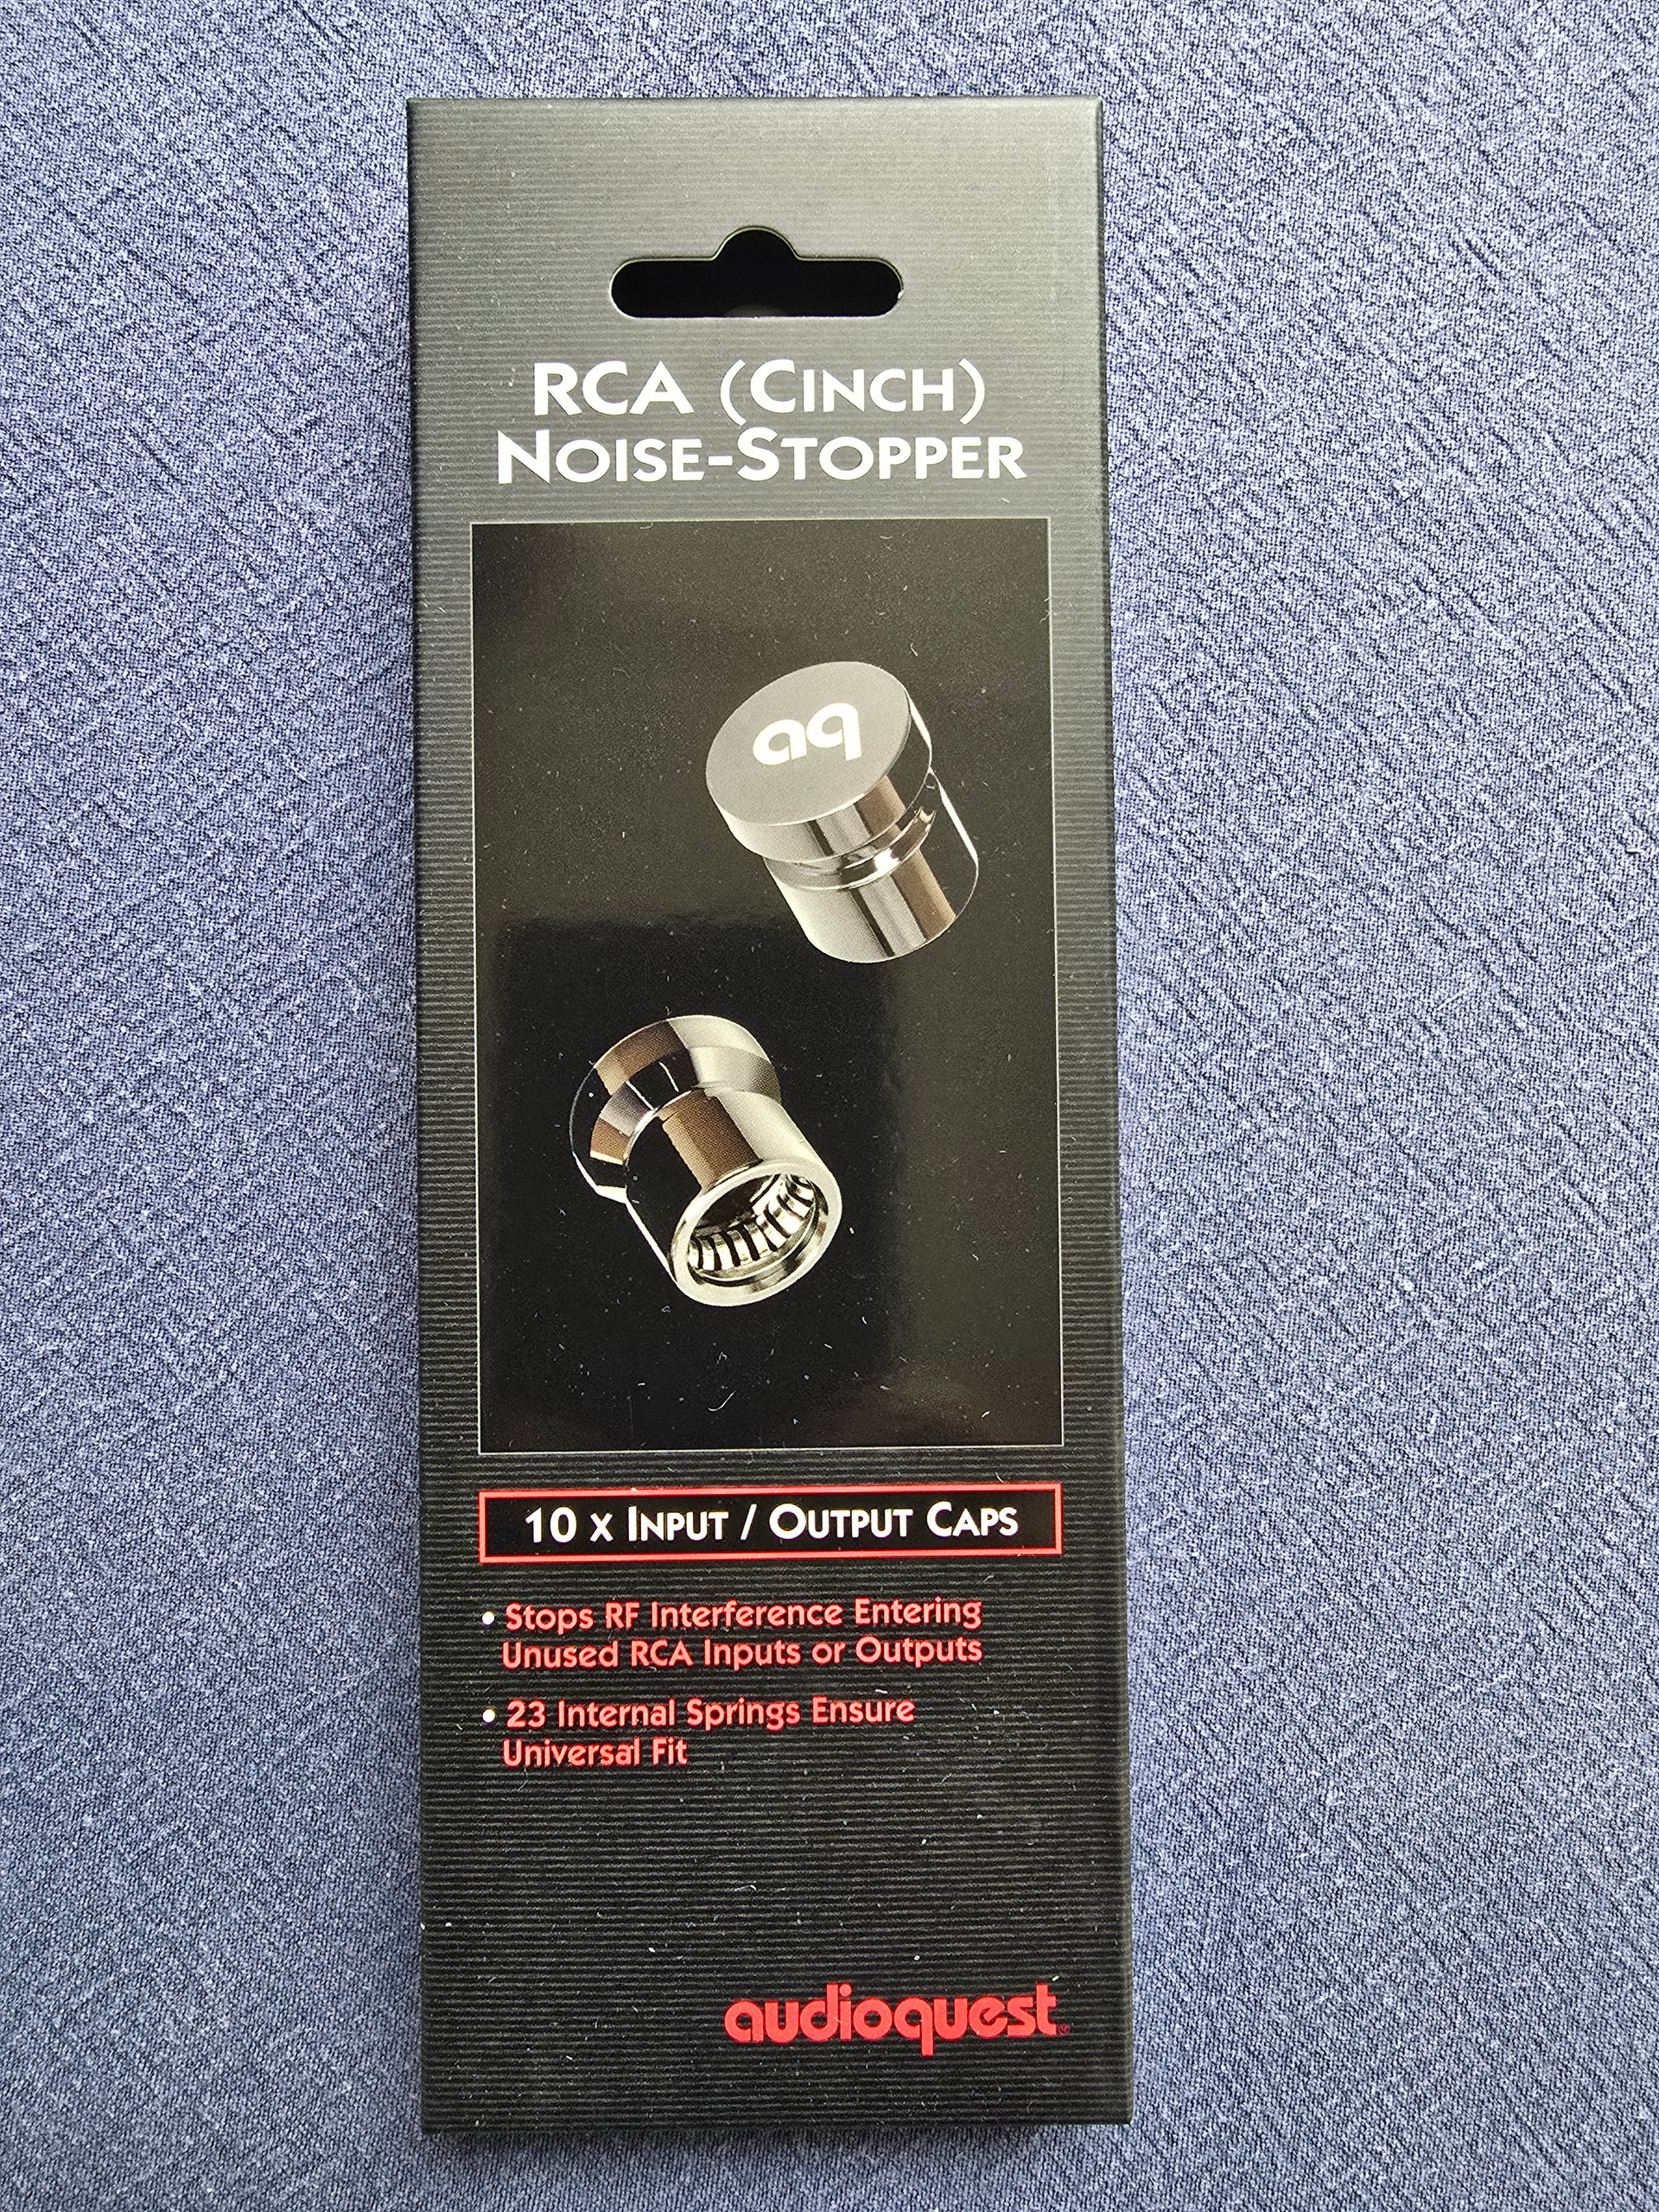 RCA (CINCH)
NOISE-STOPPER
aq
10 x INPUT / OUTPUT CAPS
• Stops RF Interference Entering
Unused RCA Inputs or Outputs
• 23 Internal Springs Ensure
Universal Fit
audioquest®